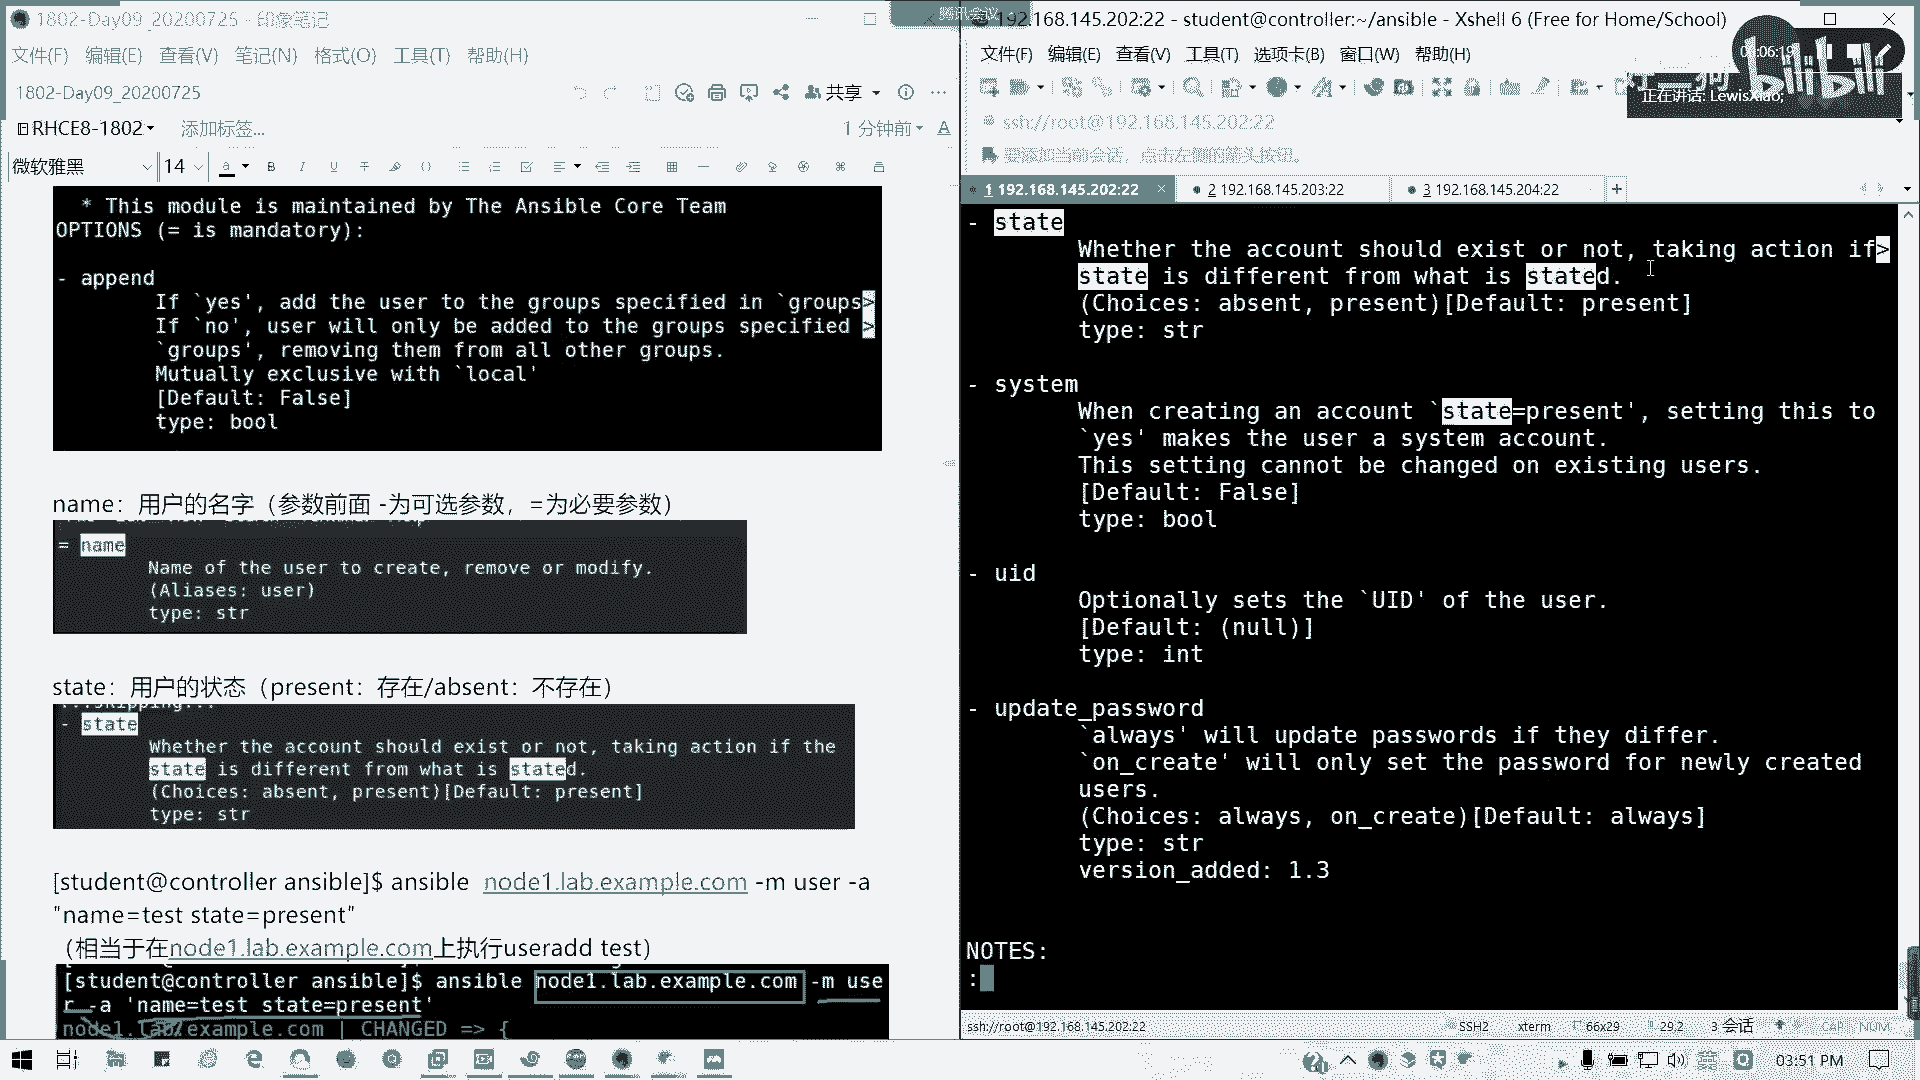 1802-Day09_20200725 - 印象笔记
文件(F) 编辑(E) 查看(V) 笔记(N) 格式(O) 工具(T) 帮助(H)
1802-Day09_20200725
共享
RHCE8-1802
添加标签...
1 分钟前
微软雅黑
14
* This module is maintained by The Ansible Core Team
OPTIONS (= is mandatory):
- append
If `yes', add the user to the groups specified in `groups>
If `no', user will only be added to the groups specified >
`groups', removing them from all other groups.
Mutually exclusive with `local'
[Default: False]
type: bool
name：用户的名字（参数前面 -为可选参数，=为必要参数）
= name
Name of the user to create, remove or modify.
(Aliases: user)
type: str
state：用户的状态（present：存在/absent：不存在）
- state
Whether the account should exist or not, taking action if the
state is different from what is stated.
(Choices: absent, present)[Default: present]
type: str
[student@controller ansible]$ ansible node1.lab.example.com -m user -a
"name=test state=present"
（相当于在node1.lab.example.com上执行useradd test）
[student@controller ansible]$ ansible node1.lab.example.com -m use
r -a 'name=test state=present'
node1.lab.example.com | CHANGED => {
腾讯会议
192.168.145.202:22 - student@controller:~/ansible - Xshell 6 (Free for Home/School)
文件(F) 编辑(E) 查看(V) 工具(T) 选项卡(B) 窗口(W) 帮助(H)
06:19
bilibili
正在讲话: LewisXiao;
ssh://root@192.168.145.202:22
要添加当前会话，点击左侧的箭头按钮。
1 192.168.145.202:22
2 192.168.145.203:22
3 192.168.145.204:22
- state
Whether the account should exist or not, taking action if>
state is different from what is stated.
(Choices: absent, present)[Default: present]
type: str
- system
When creating an account `state=present', setting this to
`yes' makes the user a system account.
This setting cannot be changed on existing users.
[Default: False]
type: bool
- uid
Optionally sets the `UID' of the user.
[Default: (null)]
type: int
- update_password
`always' will update passwords if they differ.
`on_create' will only set the password for newly created
users.
(Choices: always, on_create)[Default: always]
type: str
version_added: 1.3
NOTES:
:
ssh://root@192.168.145.202:22
SSH2
xterm
66x29
29,2
3 会话
CAP
NUM
英
03:51 PM